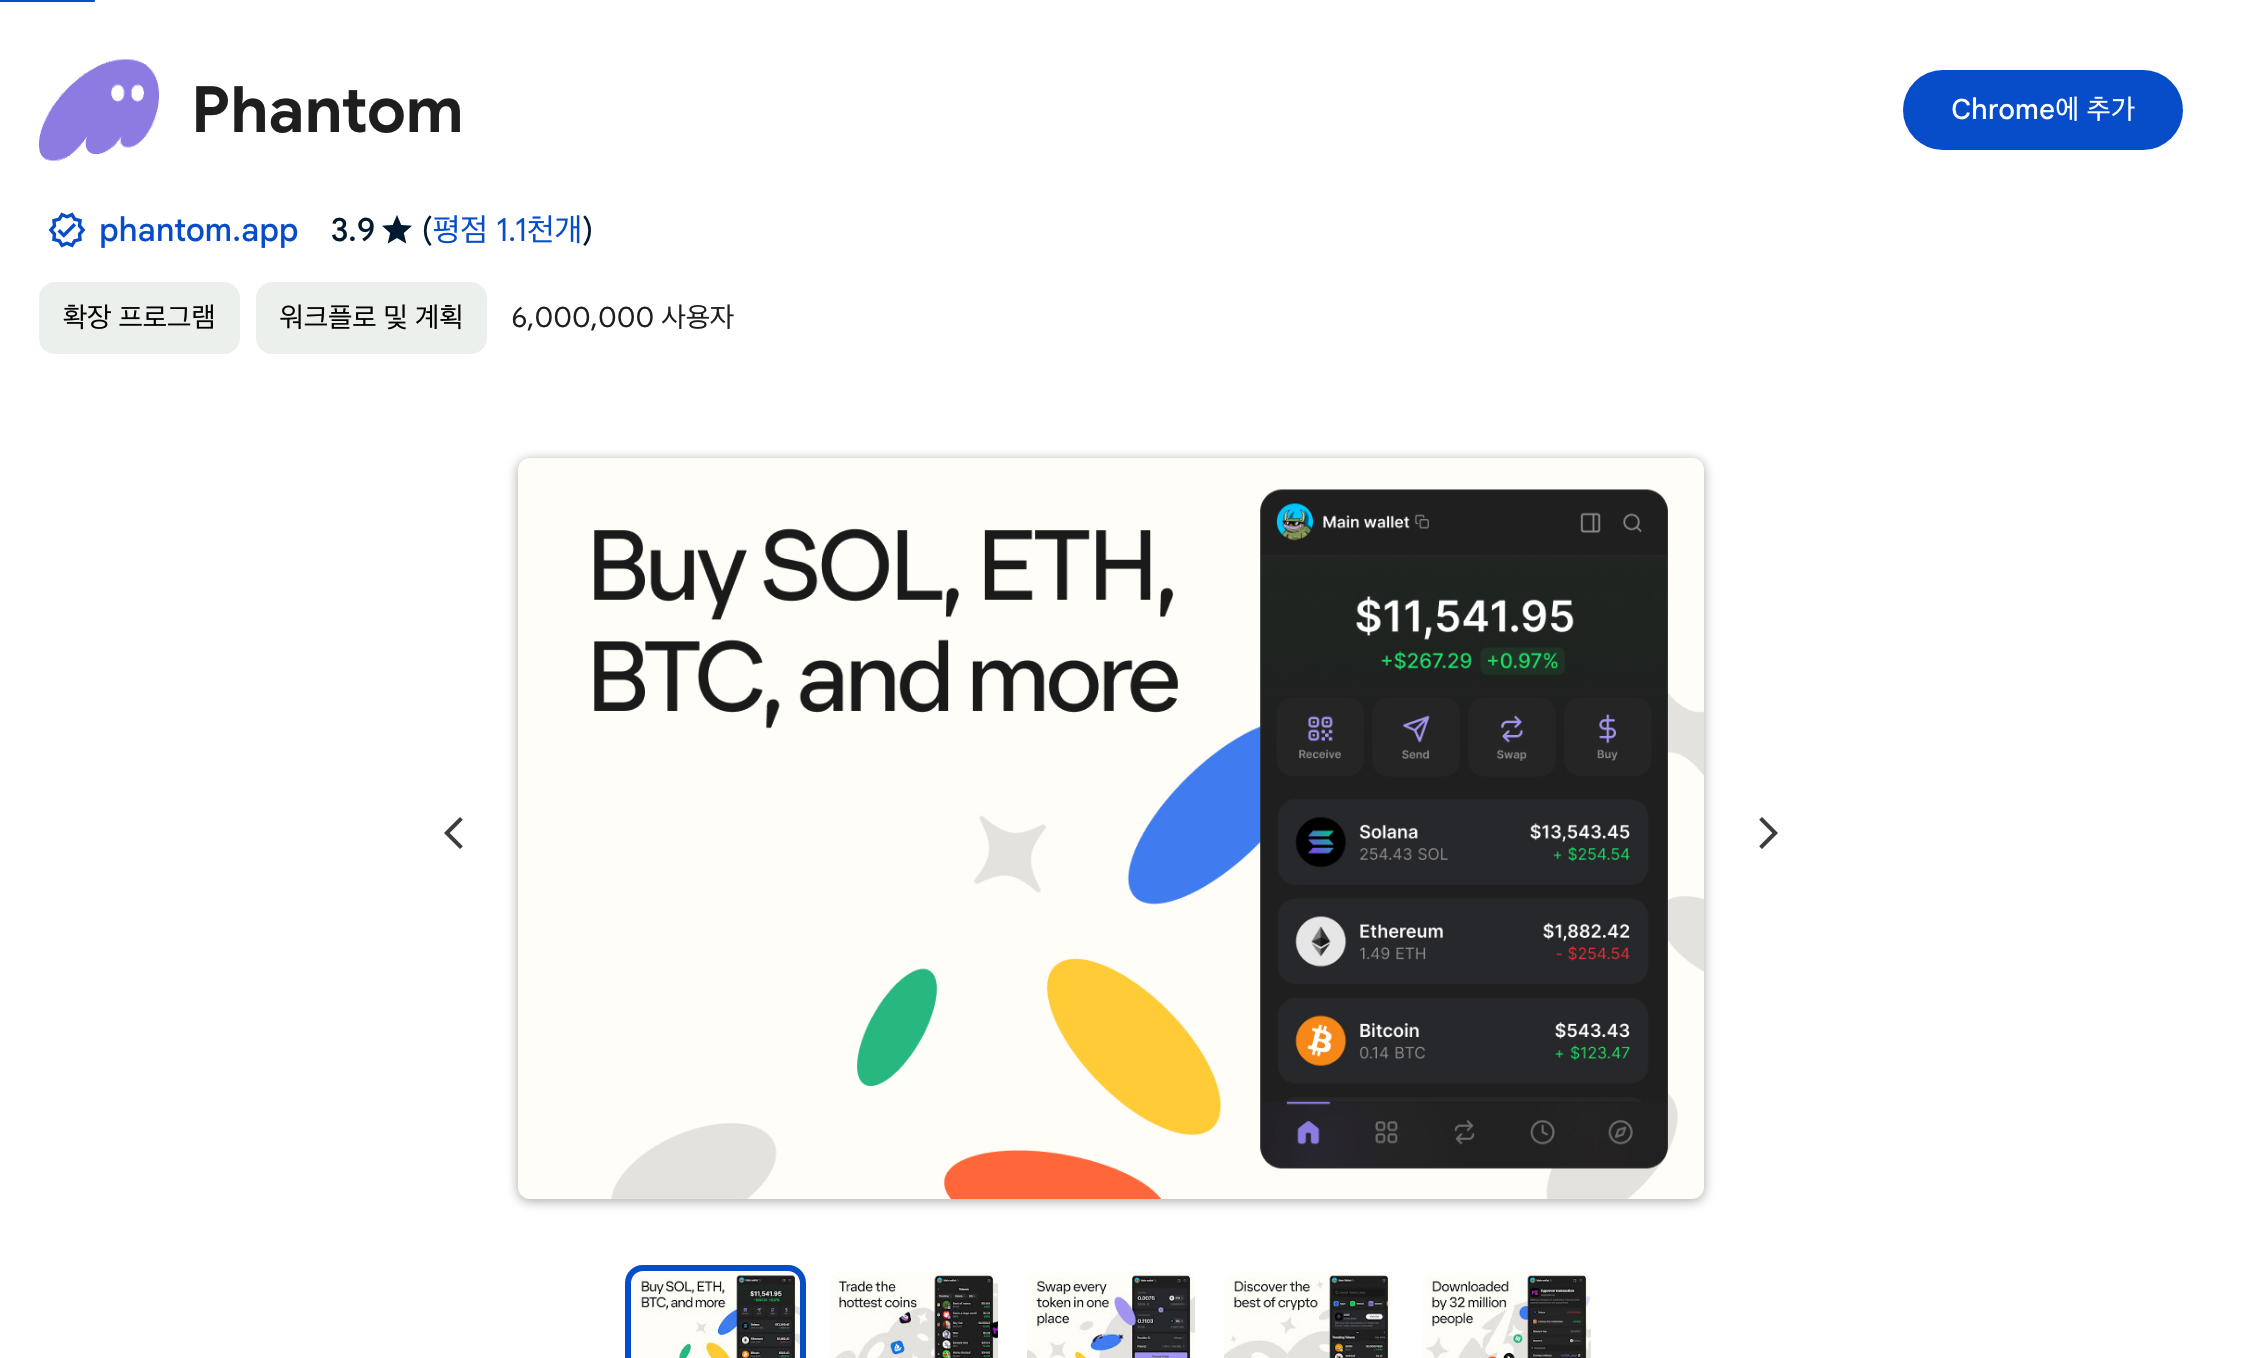 Phantom
Chrome에 추가
phantom.app 3.9 ★ (평점 1.1천개)
확장 프로그램 워크플로 및 계획 6,000,000 사용자
Buy SOL, ETH,
BTC, and more
Main wallet
$11,541.95
+$267.29 +0.97%
Receive Send Swap Buy
Solana $13,543.45
254.43 SOL + $254.54
Ethereum $1,882.42
1.49 ETH - $254.54
Bitcoin $543.43
0.14 BTC + $123.47
Buy SOL, ETH,
BTC, and more
$11,541.95
Trade the
hottest coins
Swap every
token in one
place
Discover the
best of crypto
Downloaded
by 32 million
people